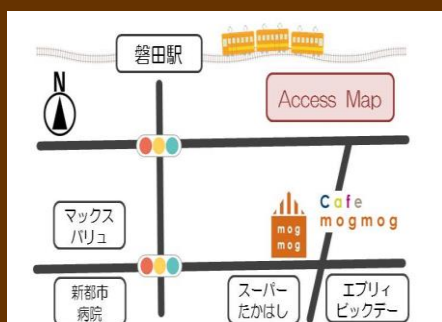 磐田駅
N
Access Map
マックス
バリュ
mog
mog
Cafe
mogmog
新都市
病院
スーパー
たかはし
エブリィ
ビックデー